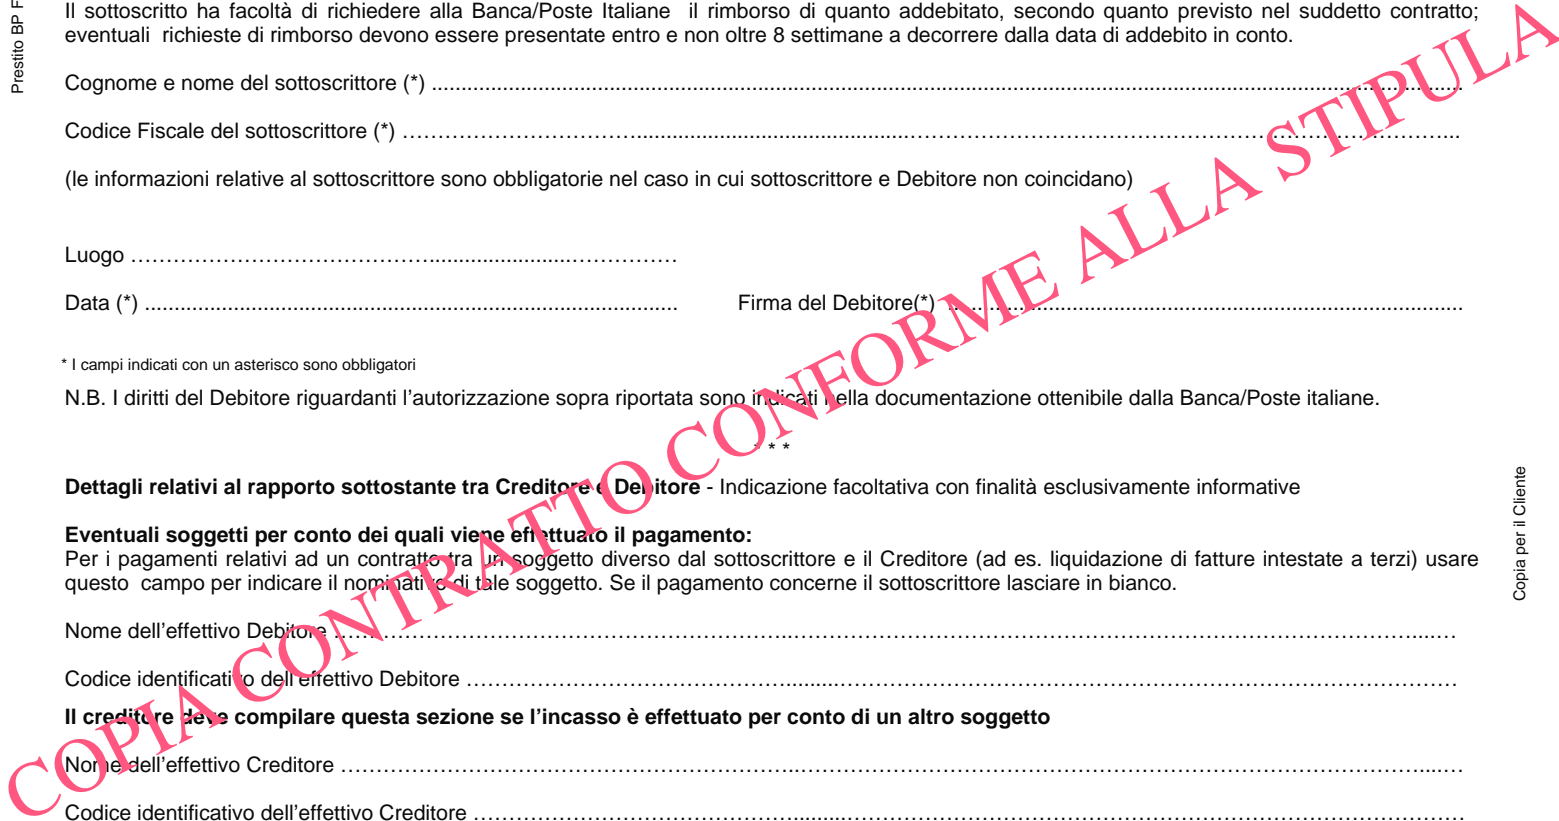 Il sottoscritto ha facoltà di richiedere alla Banca/Poste Italiane il rimborso di quanto addebitato, secondo quanto previsto nel suddetto contratto;
eventuali richieste di rimborso devono essere presentate entro e non oltre 8 settimane a decorrere dalla data di addebito in conto.
Prestito BP
Cognome e nome del sottoscrittore (*) ........................................................................
Codice Fiscale del sottoscrittore (*) ........................................................................
(le informazioni relative al sottoscrittore sono obbligatorie nel caso in cui sottoscrittore e Debitore non coincidano)
Luogo ........................................................................
Data (*) ........................................................................ Firma del Debitore(*) ........................................................................
* I campi indicati con un asterisco sono obbligatori
N.B. I diritti del Debitore riguardanti l’autorizzazione sopra riportata sono indicati nella documentazione ottenibile dalla Banca/Poste italiane.
* * *
Dettagli relativi al rapporto sottostante tra Creditore e Debitore - Indicazione facoltativa con finalità esclusivamente informative
Eventuali soggetti per conto dei quali viene effettuato il pagamento:
Per i pagamenti relativi ad un contratto tra un soggetto diverso dal sottoscrittore e il Creditore (ad es. liquidazione di fatture intestate a terzi) usare
questo campo per indicare il nominativo di tale soggetto. Se il pagamento concerne il sottoscrittore lasciare in bianco.
Nome dell’effettivo Debitore ........................................................................
Codice identificativo dell’effettivo Debitore ........................................................................
Il creditore deve compilare questa sezione se l’incasso è effettuato per conto di un altro soggetto
Nome dell’effettivo Creditore ........................................................................
Codice identificativo dell’effettivo Creditore ........................................................................
Copia per il Cliente
COPIA CONTRATTO CONFORME ALLA STIPULA